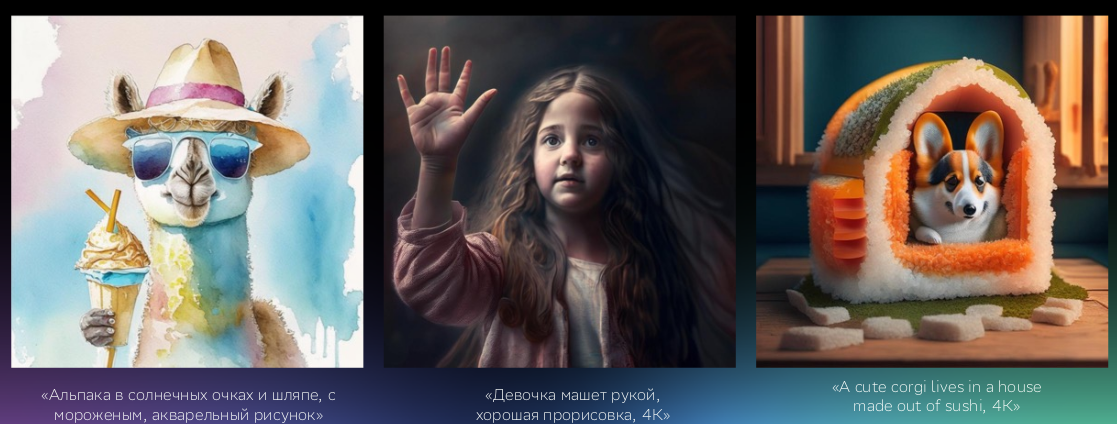 «Альпака в солнечных очках и шляпе, с
мороженым, акварельный рисунок»
«Девочка машет рукой,
хорошая прорисовка, 4К»
«A cute corgi lives in a house
made out of sushi, 4K»